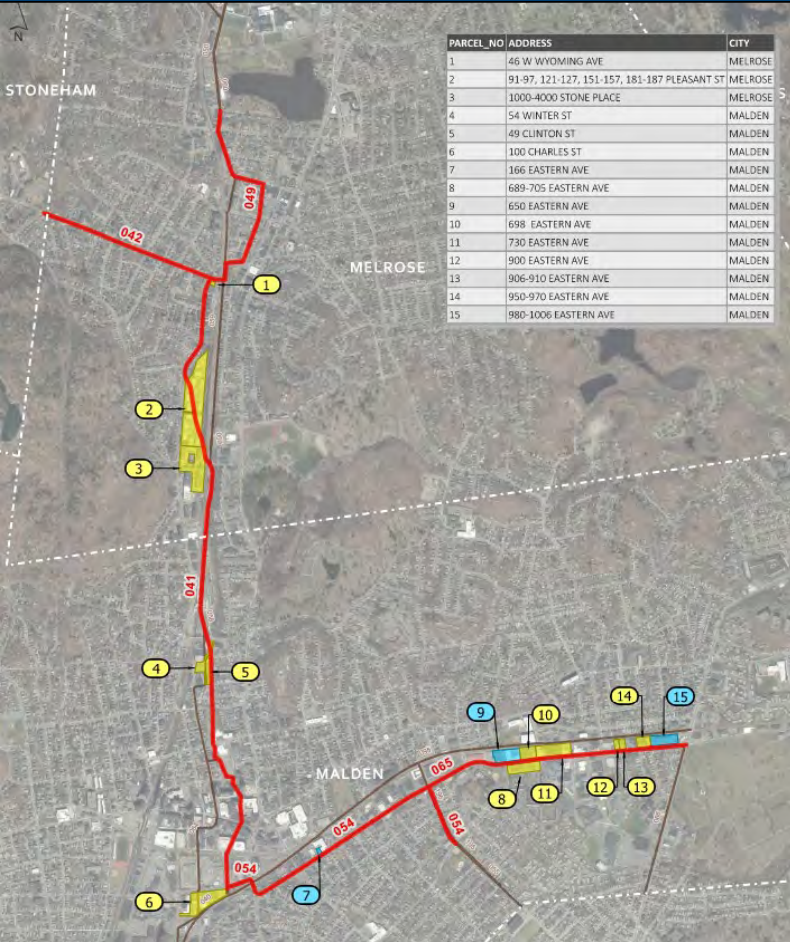 N
STONEHAM
PARCEL_NO ADDRESS CITY
1 46 W WYOMING AVE MELROSE
2 91-97, 121-127, 151-157, 181-187 PLEASANT ST MELROSE
3 1000-4000 STONE PLACE MELROSE
4 54 WINTER ST MALDEN
5 49 CLINTON ST MALDEN
6 100 CHARLES ST MALDEN
7 166 EASTERN AVE MALDEN
8 689-705 EASTERN AVE MALDEN
9 650 EASTERN AVE MALDEN
10 698 EASTERN AVE MALDEN
11 730 EASTERN AVE MALDEN
12 900 EASTERN AVE MALDEN
13 906-910 EASTERN AVE MALDEN
14 950-970 EASTERN AVE MALDEN
15 980-1006 EASTERN AVE MALDEN
S
049
042
MELROSE
1
2
3
041
4
5
9
10
14
15
MALDEN
065
8
11
12
13
054
054
054
7
6